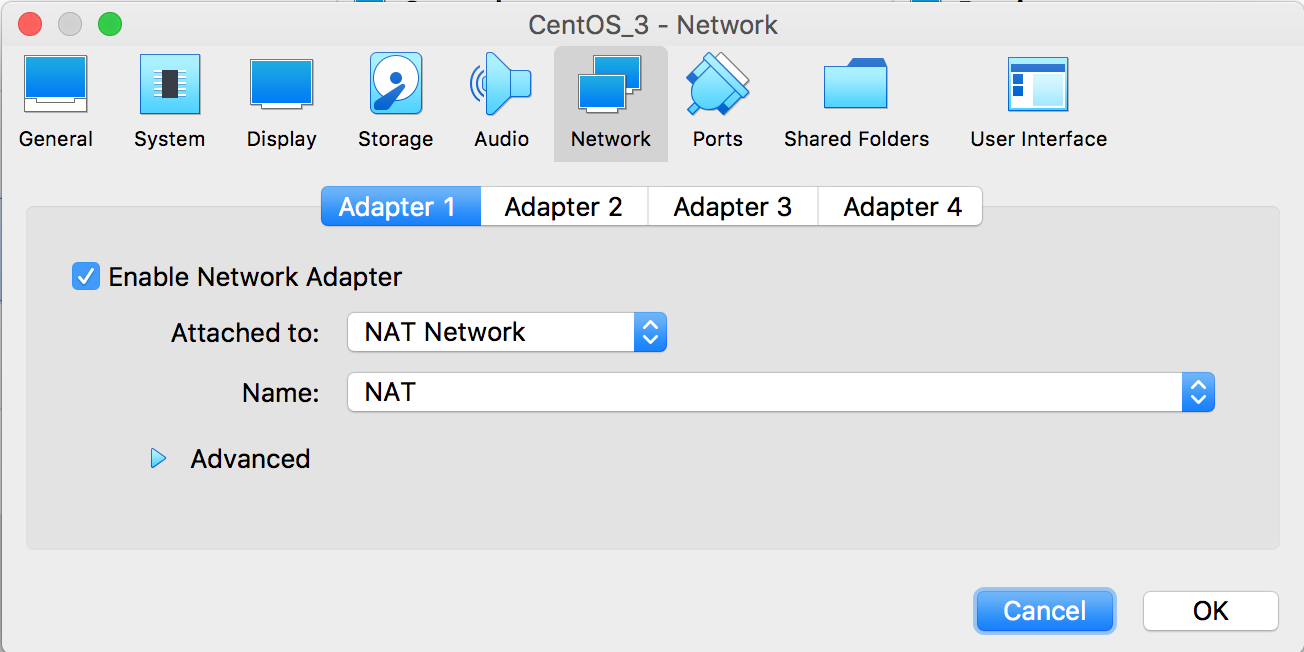 CentOS_3 - Network
General System Display Storage Audio Network Ports Shared Folders User Interface
Adapter 1 Adapter 2 Adapter 3 Adapter 4
Enable Network Adapter
Attached to: NAT Network
Name: NAT
Advanced
Cancel OK